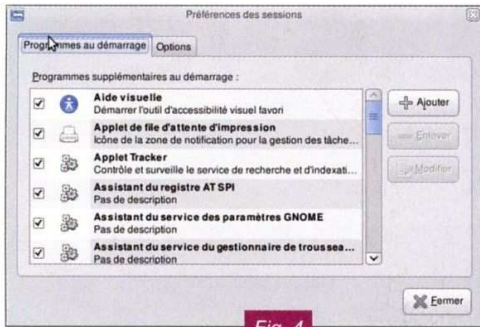 Préférences des sessions
Programmes au démarrage
Options
Programmes supplémentaires au démarrage :
Aide visuelle
Démarrer l'outil d'accessibilité visuel favori
Applet de file d'attente d'impression
Icône de la zone de notification pour la gestion des tâche...
Applet Tracker
Contrôle et surveille le service de recherche et d'indexati...
Assistant du registre AT SPI
Pas de description
Assistant du service des paramètres GNOME
Pas de description
Assistant du service du gestionnaire de troussea...
Pas de description
Ajouter
Enlever
Modifier
Fermer
Fig. 4